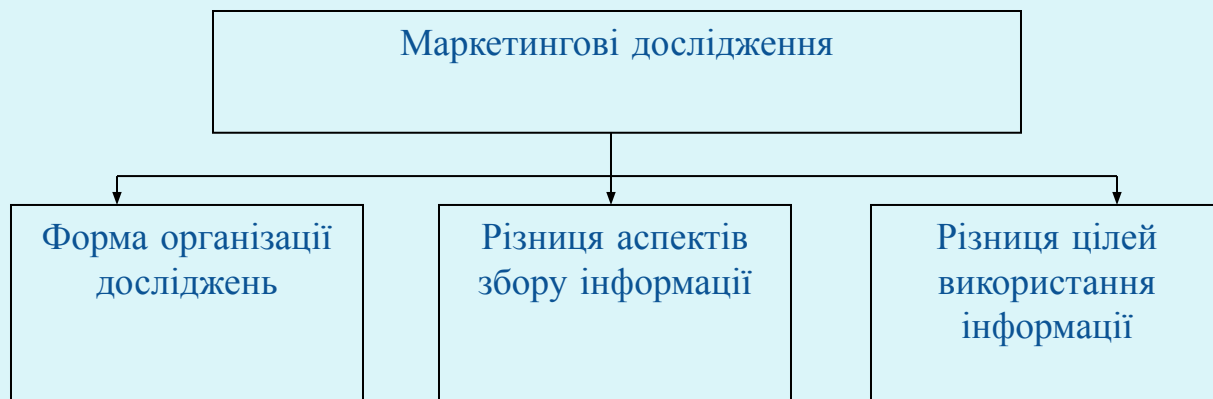 Маркетингові дослідження
Форма організації
досліджень
Різниця аспектів
збору інформації
Різниця цілей
використання
інформації